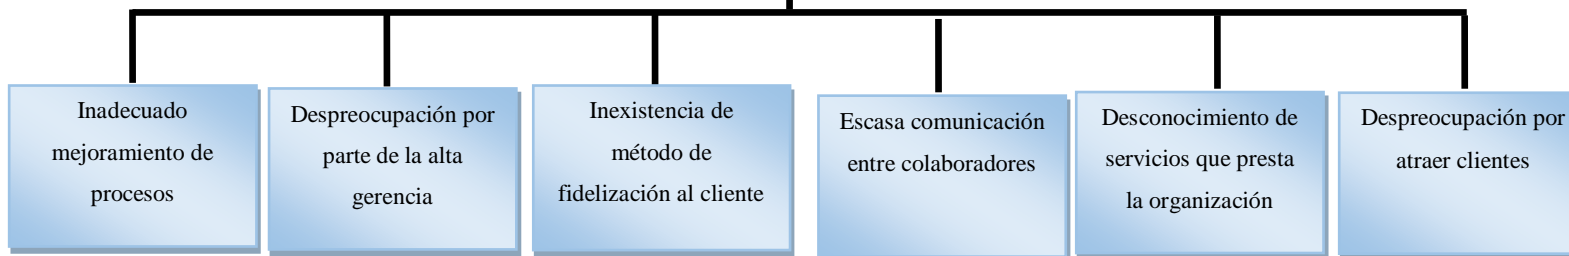 Inadecuado
mejoramiento de
procesos
Despreocupación por
parte de la alta
gerencia
Inexistencia de
método de
fidelización al cliente
Escasa comunicación
entre colaboradores
Desconocimiento de
servicios que presta
la organización
Despreocupación por
atraer clientes